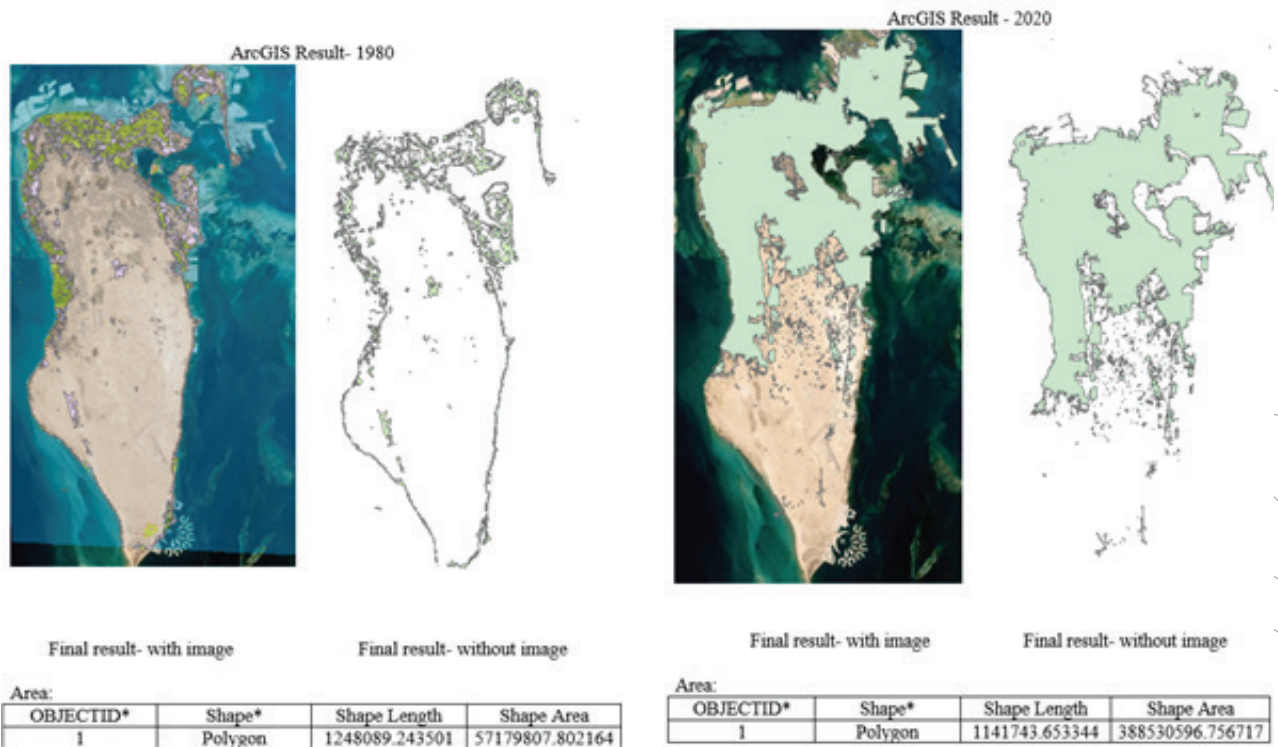 ArcGIS Result- 1980
Final result- with image
Final result- without image
Area:
OBJECTID* Shape* Shape Length Shape Area
1 Polygon 1248089.243501 57179807.802164
ArcGIS Result - 2020
Final result- with image
Final result- without image
Area:
OBJECTID* Shape* Shape Length Shape Area
1 Polygon 1141743.653344 388530596.756717